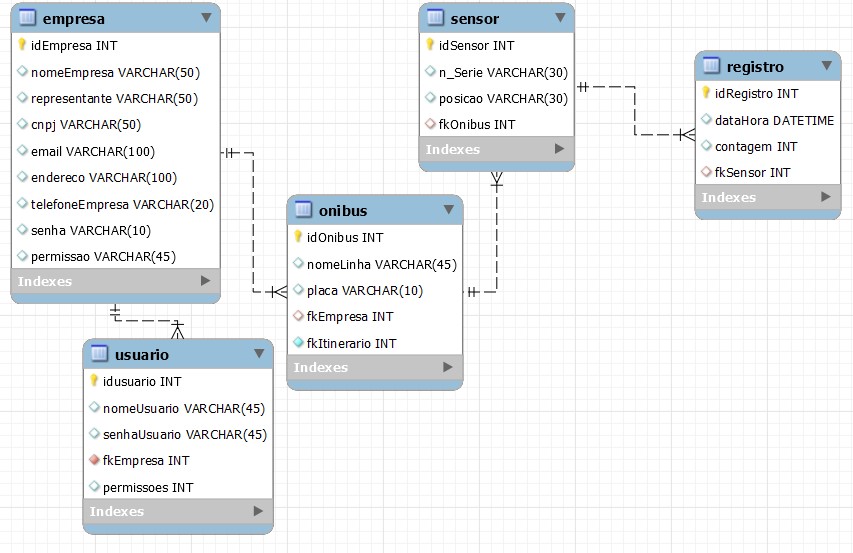 empresa
idEmpresa INT
nomeEmpresa VARCHAR(50)
representante VARCHAR(50)
cnpj VARCHAR(50)
email VARCHAR(100)
endereco VARCHAR(100)
telefoneEmpresa VARCHAR(20)
senha VARCHAR(10)
permissao VARCHAR(45)
Indexes
usuario
idusuario INT
nomeUsuario VARCHAR(45)
senhaUsuario VARCHAR(45)
fkEmpresa INT
permissoes INT
Indexes
onibus
idOnibus INT
nomeLinha VARCHAR(45)
placa VARCHAR(10)
fkEmpresa INT
fkItinerario INT
Indexes
sensor
idSensor INT
n_Serie VARCHAR(30)
posicao VARCHAR(30)
fkOnibus INT
Indexes
registro
idRegistro INT
dataHora DATETIME
contagem INT
fkSensor INT
Indexes